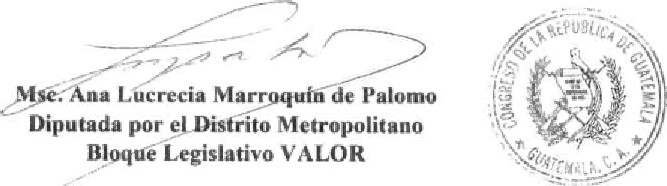 Msc. Ana Lucrecia Marroquín de Palomo
Diputada por el Distrito Metropolitano
Bloque Legislativo VALOR
CONGRESO DE LA REPUBLICA DE GUATEMALA
GUATEMALA, C. A.